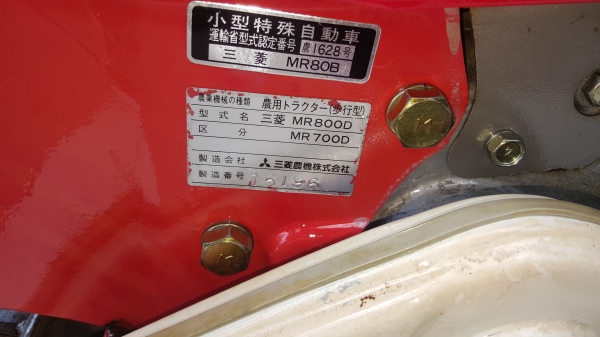 小型特殊自動車
運輸省型式認定番号 農1628号
三菱 MR80B
農業機械の種類 農用トラクター(歩行型)
型式名 三菱 MR800D
区分 MR700D
製造会社 三菱農機株式会社
製造番号 15196
M
M
7